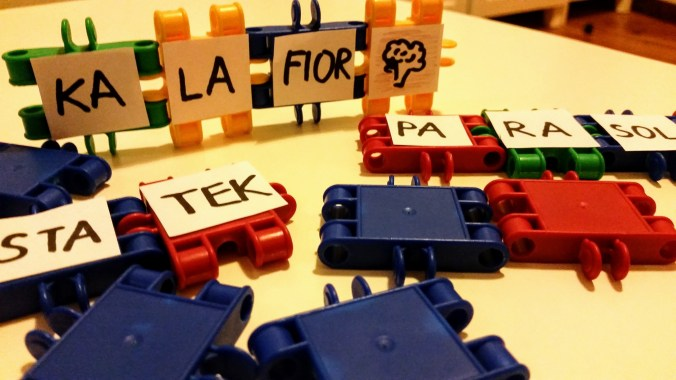 KA LA FIOR
PA RA SOL
STA TEK